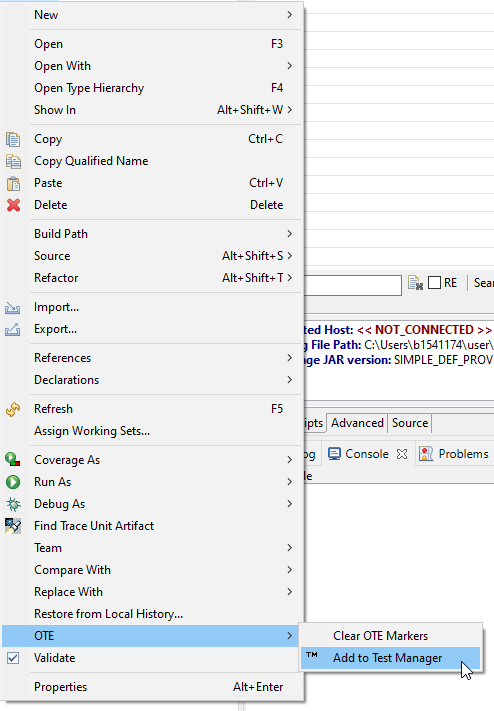 New
Open F3
Open With
Open Type Hierarchy F4
Show In Alt+Shift+W
Copy Ctrl+C
Copy Qualified Name
Paste Ctrl+V
Delete Delete
Build Path
Source Alt+Shift+S
Refactor Alt+Shift+T
RE Sear
Import...
Export...
ted Host: << NOT_CONNECTED >>
g File Path: C:\Users\b1541174\user\
nge JAR version: SIMPLE_DEF_PROV
References
Declarations
Refresh F5
Assign Working Sets...
ipts Advanced Source
Coverage As
og Console Problems
Run As
le
Debug As
Find Trace Unit Artifact
Team
Compare With
Replace With
Restore from Local History...
OTE
Clear OTE Markers
Validate
TM Add to Test Manager
Properties Alt+Enter